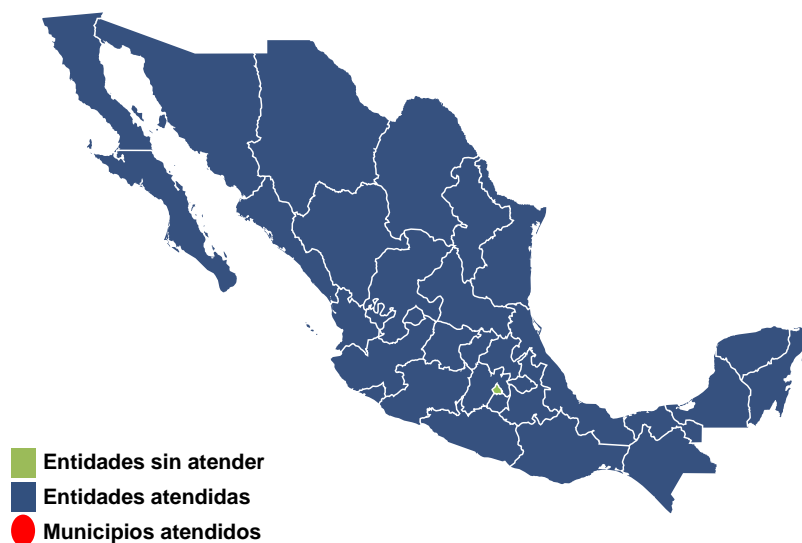 Entidades sin atender
Entidades atendidas
Municipios atendidos